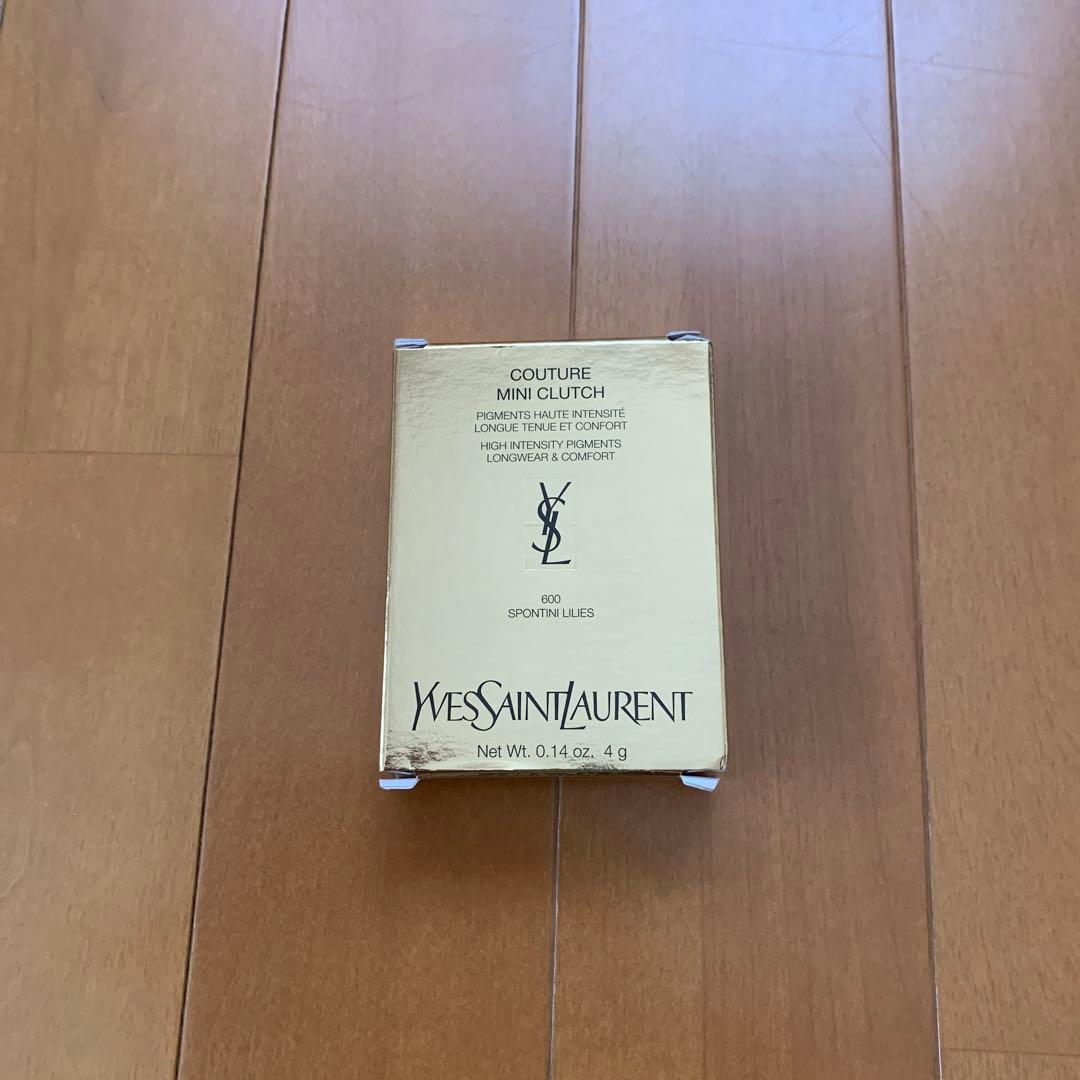 COUTURE
MINI CLUTCH
PIGMENTS HAUTE INTENSITÉ
LONGUE TENUE ET CONFORT
HIGH INTENSITY PIGMENTS
LONGWEAR & COMFORT
YSL
600
SPONTINI LILIES
YVESSAINTLAURENT
Net Wt. 0.14 oz. 4 g